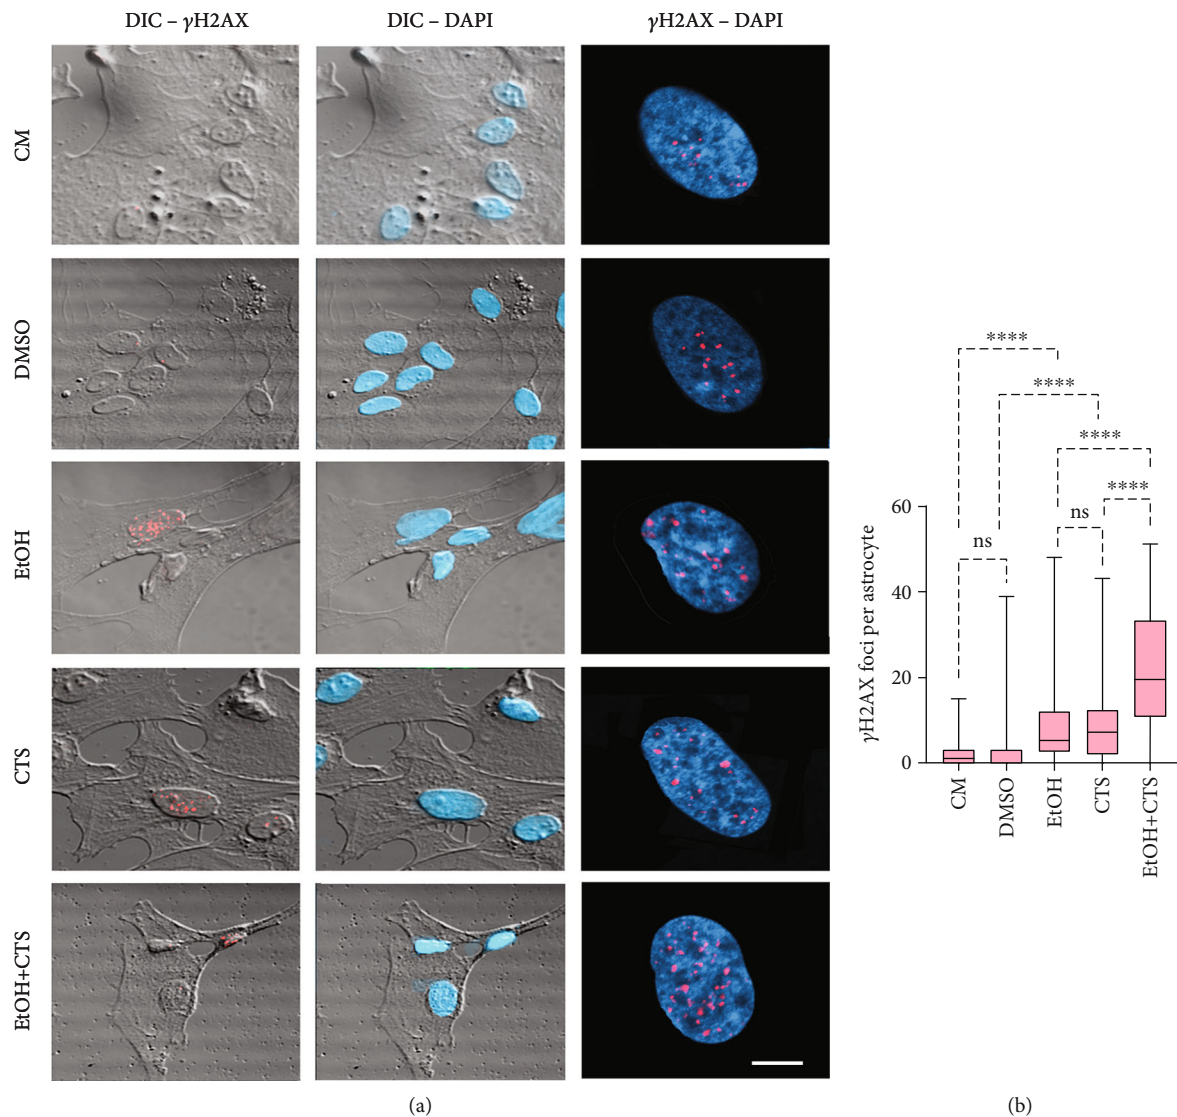 DIC – γH2AX
DIC – DAPI
γH2AX – DAPI
CM
DMSO
EtOH
CTS
EtOH+CTS
(a)
****
****
****
****
ns
ns
γH2AX foci per astrocyte
60
40
20
0
CM
DMSO
EtOH
CTS
EtOH+CTS
(b)